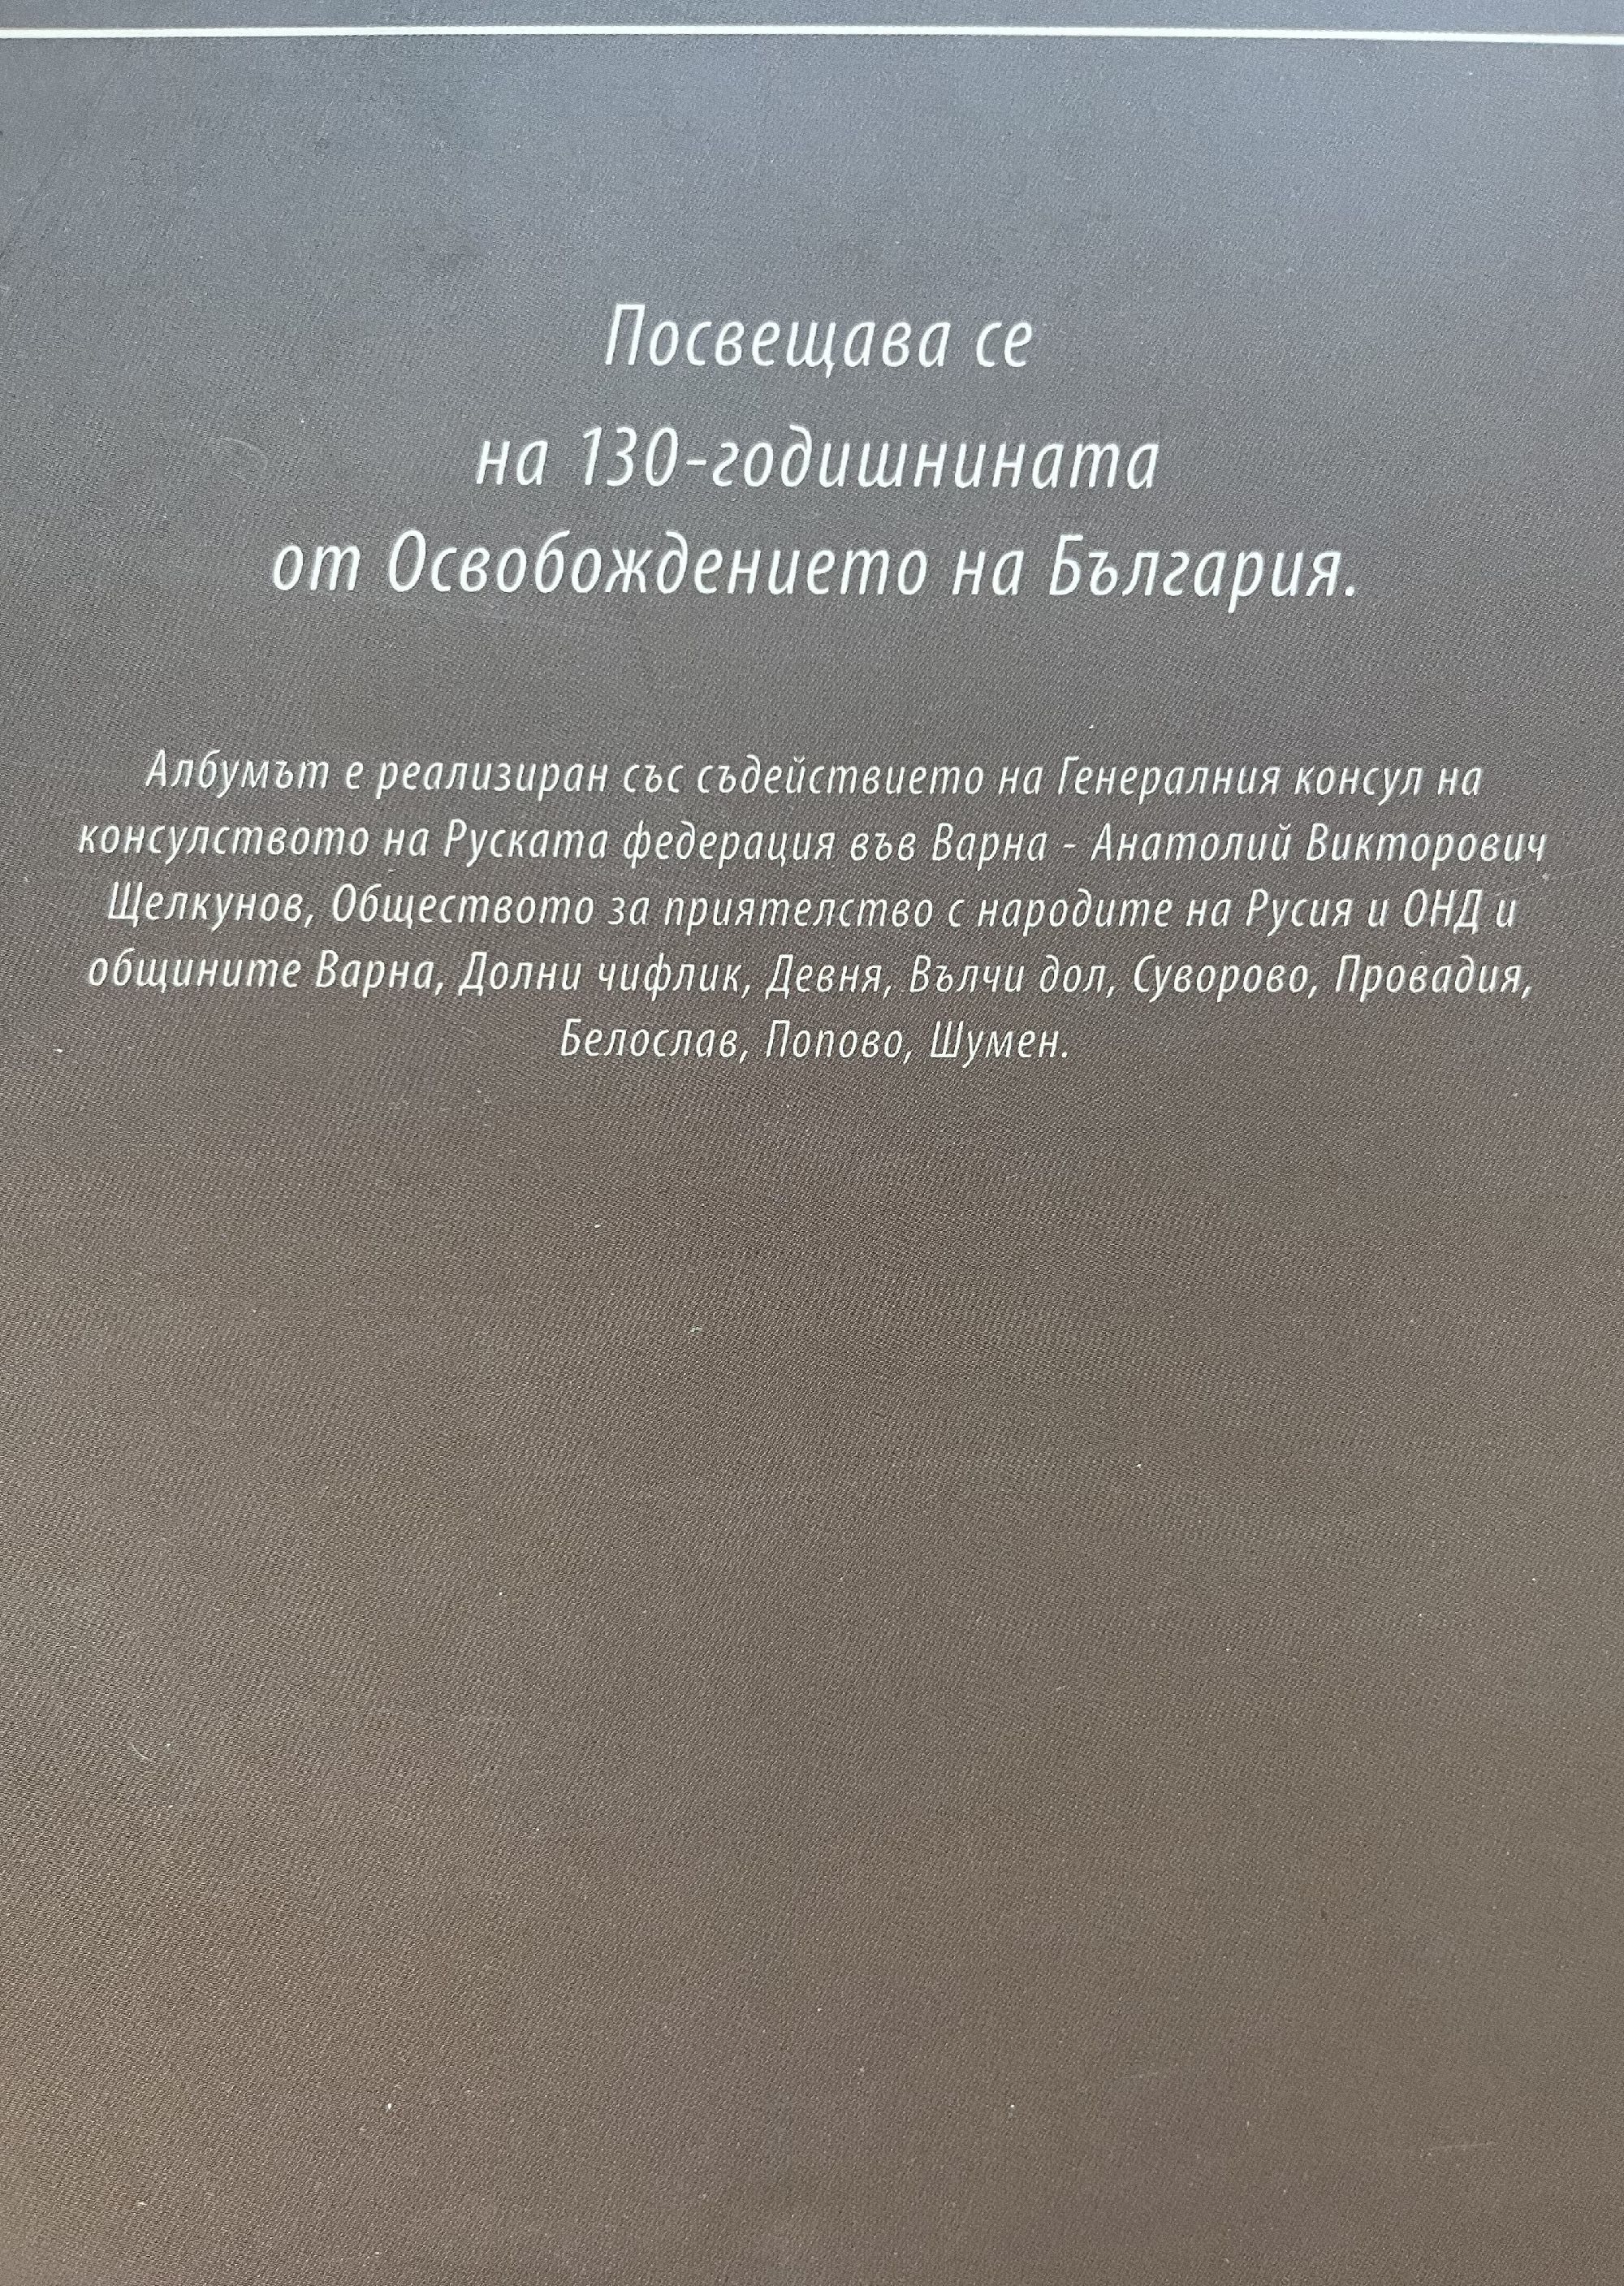 Посвещава се
на 130-годишнината
от Освобождението на България.
Албумът е реализиран със съдействието на Генералния консул на
консулството на Руската федерация във Варна - Анатолий Викторович
Щелкунов, Обществото за приятелство с народите на Русия и ОНД и
общините Варна, Долни чифлик, Девня, Вълчи дол, Суворово, Провадия,
Белослав, Попово, Шумен.